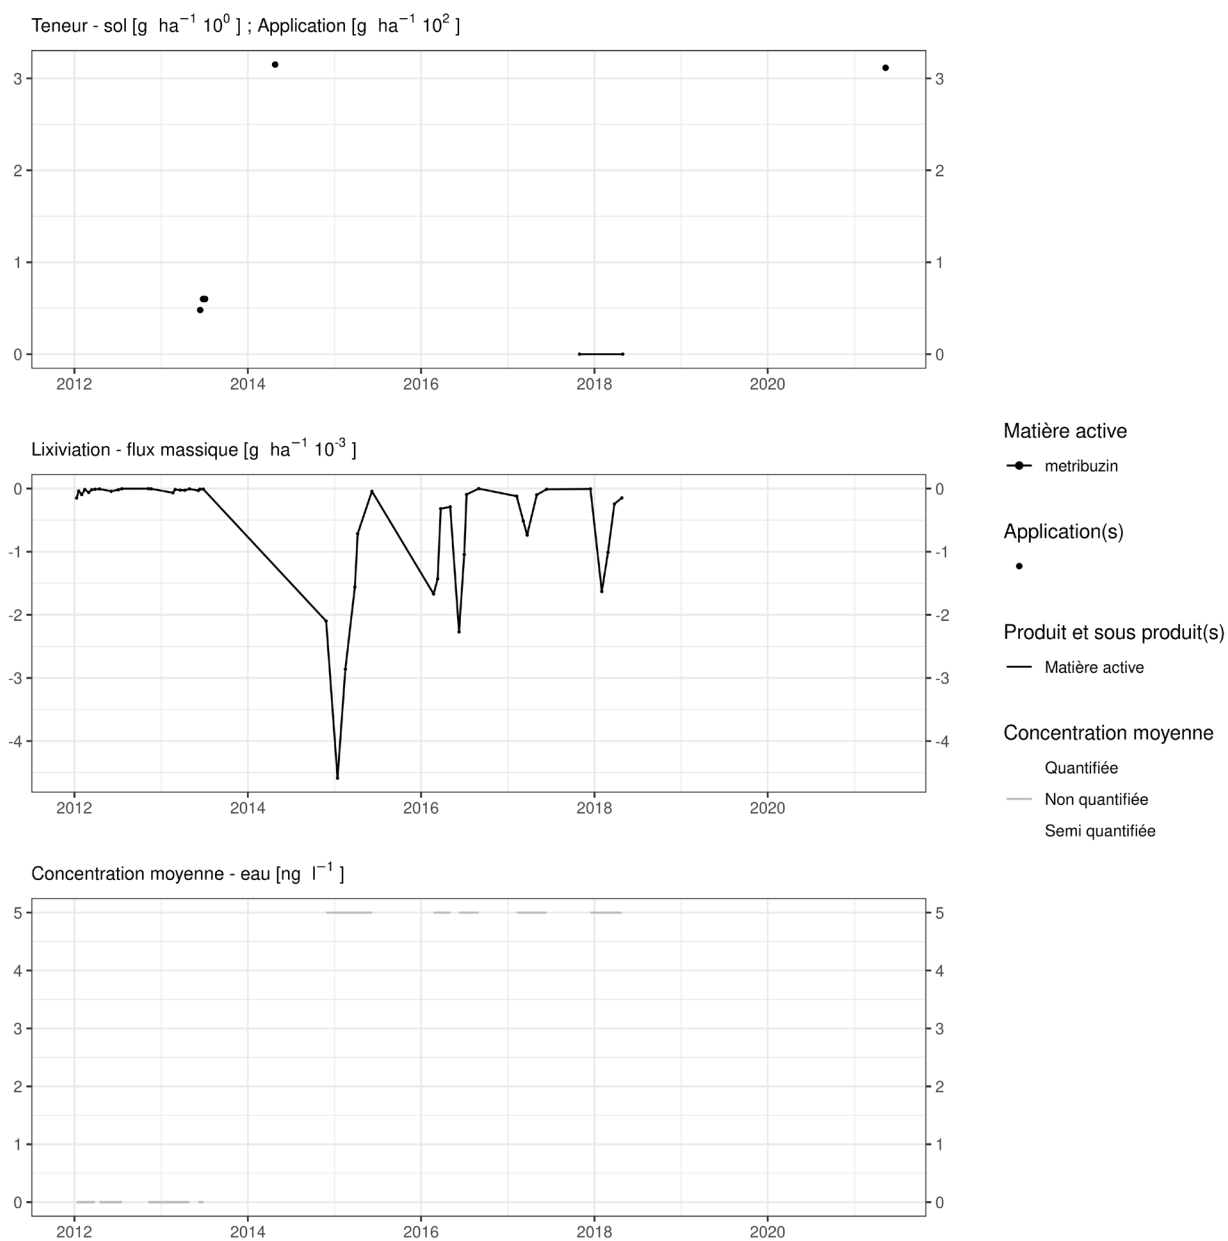 Teneur - sol [g ha−1 100 ] ; Application [g ha−1 102 ]
3 3
2 2
1 1
0 0
2012 2014 2016 2018 2020
Lixiviation - flux massique [g ha−1 10-3 ]
0 0
-1 -1
-2 -2
-3 -3
-4 -4
2012 2014 2016 2018 2020
Concentration moyenne - eau [ng l−1 ]
5 5
4 4
3 3
2 2
1 1
0 0
2012 2014 2016 2018 2020
Matière active
metribuzin
Application(s)
Produit et sous produit(s)
Matière active
Concentration moyenne
Quantifiée
Non quantifiée
Semi quantifiée